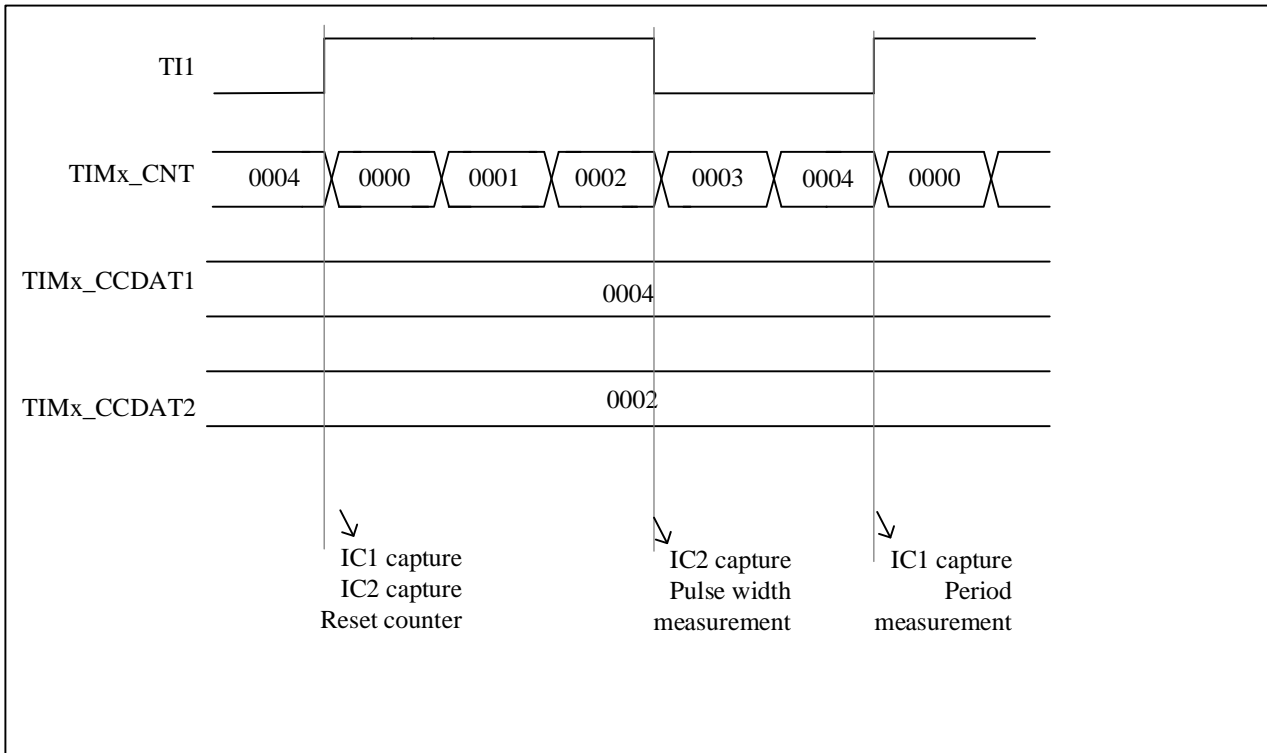 TI1
TIMx_CNT
0004 0000 0001 0002 0003 0004 0000
TIMx_CCDAT1
0004
TIMx_CCDAT2
0002
IC1 capture
IC2 capture
Reset counter
IC2 capture
Pulse width
measurement
IC1 capture
Period
measurement